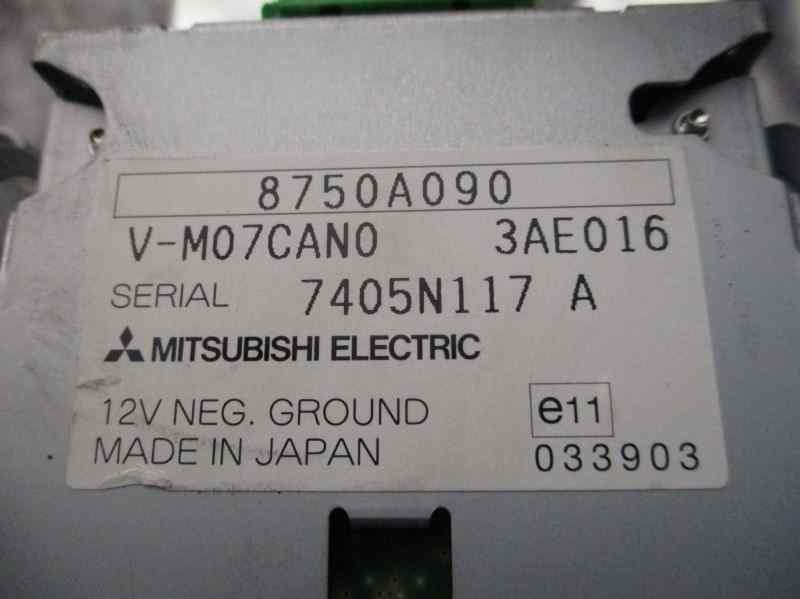 8750A090
V-M07CAN0 3AE016
SERIAL 7405N117 A
MITSUBISHI ELECTRIC
12V NEG. GROUND e11
MADE IN JAPAN 033903